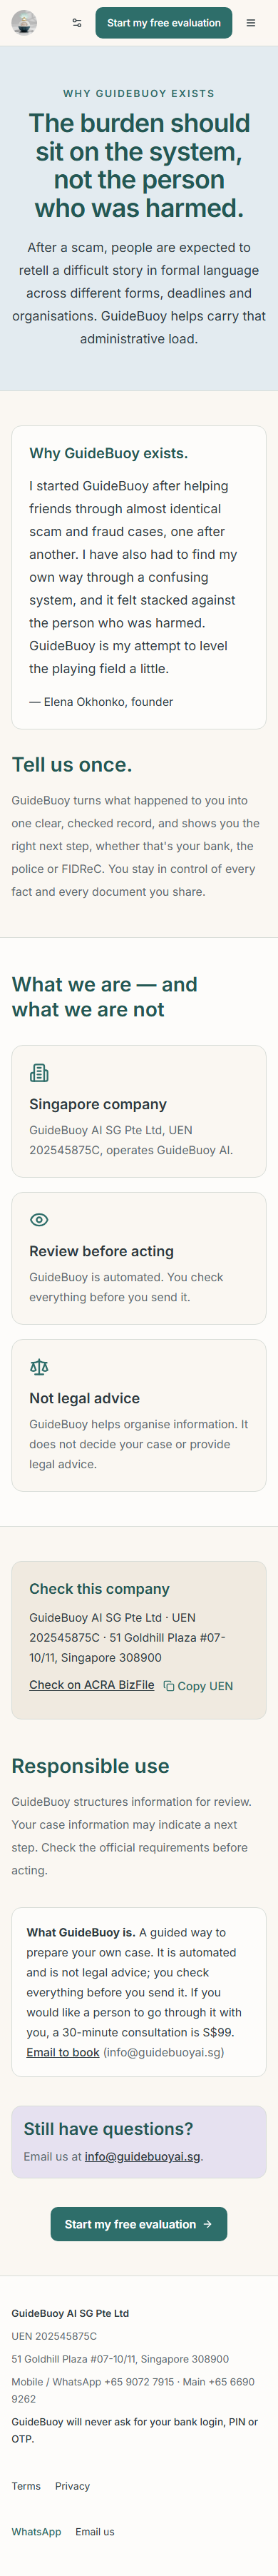 Start my free evaluation
WHY GUIDEBUOY EXISTS
The burden should
sit on the system,
not the person
who was harmed.
After a scam, people are expected to
retell a difficult story in formal language
across different forms, deadlines and
organisations. GuideBuoy helps carry that
administrative load.
Why GuideBuoy exists.
I started GuideBuoy after helping
friends through almost identical
scam and fraud cases, one after
another. I have also had to find my
own way through a confusing
system, and it felt stacked against
the person who was harmed.
GuideBuoy is my attempt to level
the playing field a little.
— Elena Okhonko, founder
Tell us once.
GuideBuoy turns what happened to you into
one clear, checked record, and shows you the
right next step, whether that's your bank, the
police or FIDReC. You stay in control of every
fact and every document you share.
What we are — and
what we are not
Singapore company
GuideBuoy AI SG Pte Ltd, UEN
202545875C, operates GuideBuoy AI.
Review before acting
GuideBuoy is automated. You check
everything before you send it.
Not legal advice
GuideBuoy helps organise information. It
does not decide your case or provide
legal advice.
Check this company
GuideBuoy AI SG Pte Ltd · UEN
202545875C · 51 Goldhill Plaza #07-
10/11, Singapore 308900
Check on ACRA BizFile Copy UEN
Responsible use
GuideBuoy structures information for review.
Your case information may indicate a next
step. Check the official requirements before
acting.
What GuideBuoy is. A guided way to
prepare your own case. It is automated
and is not legal advice; you check
everything before you send it. If you
would like a person to go through it with
you, a 30-minute consultation is S$99.
Email to book (info@guidebuoyai.sg)
Still have questions?
Email us at info@guidebuoyai.sg.
Start my free evaluation →
GuideBuoy AI SG Pte Ltd
UEN 202545875C
51 Goldhill Plaza #07-10/11, Singapore 308900
Mobile / WhatsApp +65 9072 7915 · Main +65 6690
9262
GuideBuoy will never ask for your bank login, PIN or
OTP.
Terms Privacy
WhatsApp Email us